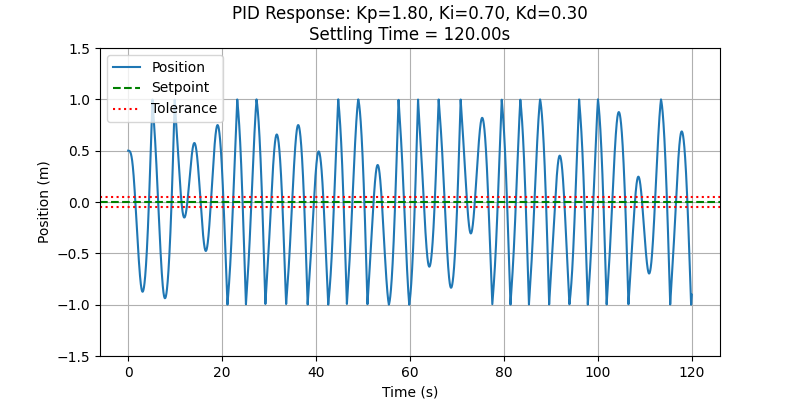 PID Response: Kp=1.80, Ki=0.70, Kd=0.30
Settling Time = 120.00s
Position
Setpoint
Tolerance
1.5
1.0
0.5
0.0
−0.5
−1.0
−1.5
Position (m)
0 20 40 60 80 100 120
Time (s)